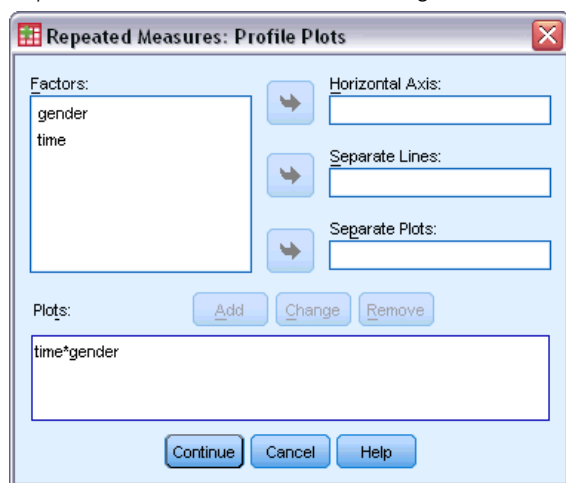 Repeated Measures: Profile Plots
Factors:
gender
time
Horizontal Axis:
Separate Lines:
Separate Plots:
Plots:
Add Change Remove
time*gender
Continue Cancel Help